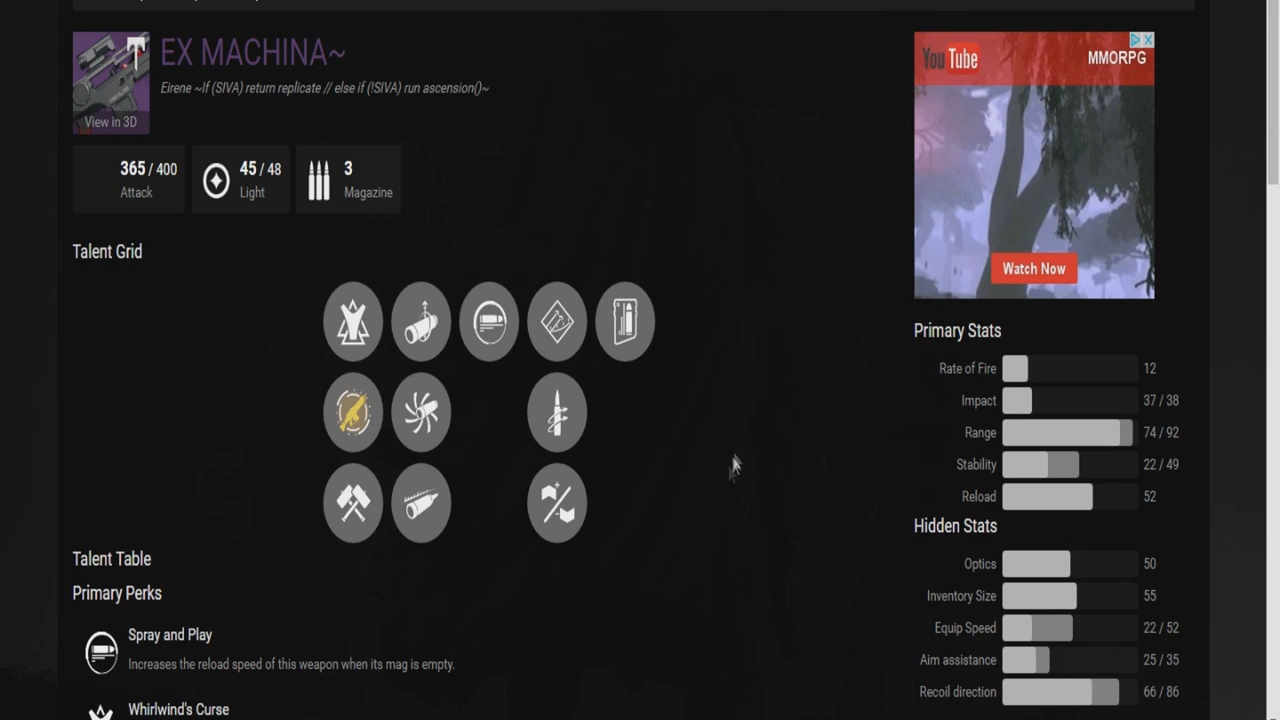 EX MACHINA~
Eirene ~If (SIVA) return replicate // else if (!SIVA) run ascension()~
View in 3D
365 / 400
Attack
45 / 48
Light
3
Magazine
Talent Grid
Talent Table
Primary Perks
Spray and Play
Increases the reload speed of this weapon when its mag is empty.
Whirlwind's Curse
YouTube
MMORPG
Watch Now
Primary Stats
Rate of Fire 12
Impact 37 / 38
Range 74 / 92
Stability 22 / 49
Reload 52
Hidden Stats
Optics 50
Inventory Size 55
Equip Speed 22 / 52
Aim assistance 25 / 35
Recoil direction 66 / 86